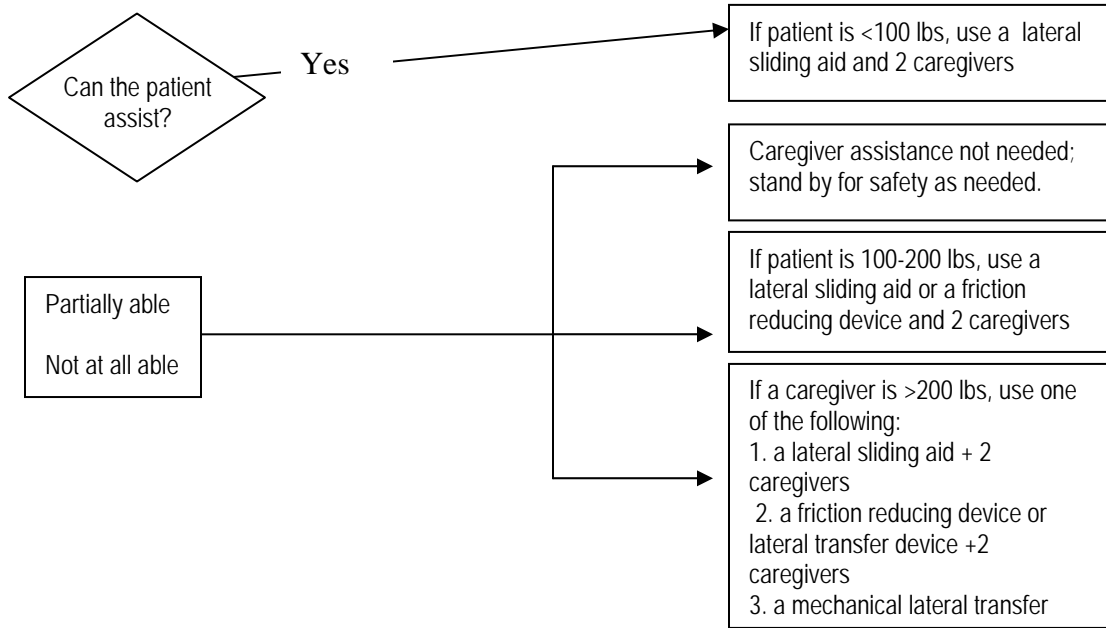 Can the patient
assist?
Yes
If patient is <100 lbs, use a lateral
sliding aid and 2 caregivers
Caregiver assistance not needed;
stand by for safety as needed.
Partially able
Not at all able
If patient is 100-200 lbs, use a
lateral sliding aid or a friction
reducing device and 2 caregivers
If a caregiver is >200 lbs, use one
of the following:
1. a lateral sliding aid + 2
caregivers
2. a friction reducing device or
lateral transfer device +2
caregivers
3. a mechanical lateral transfer